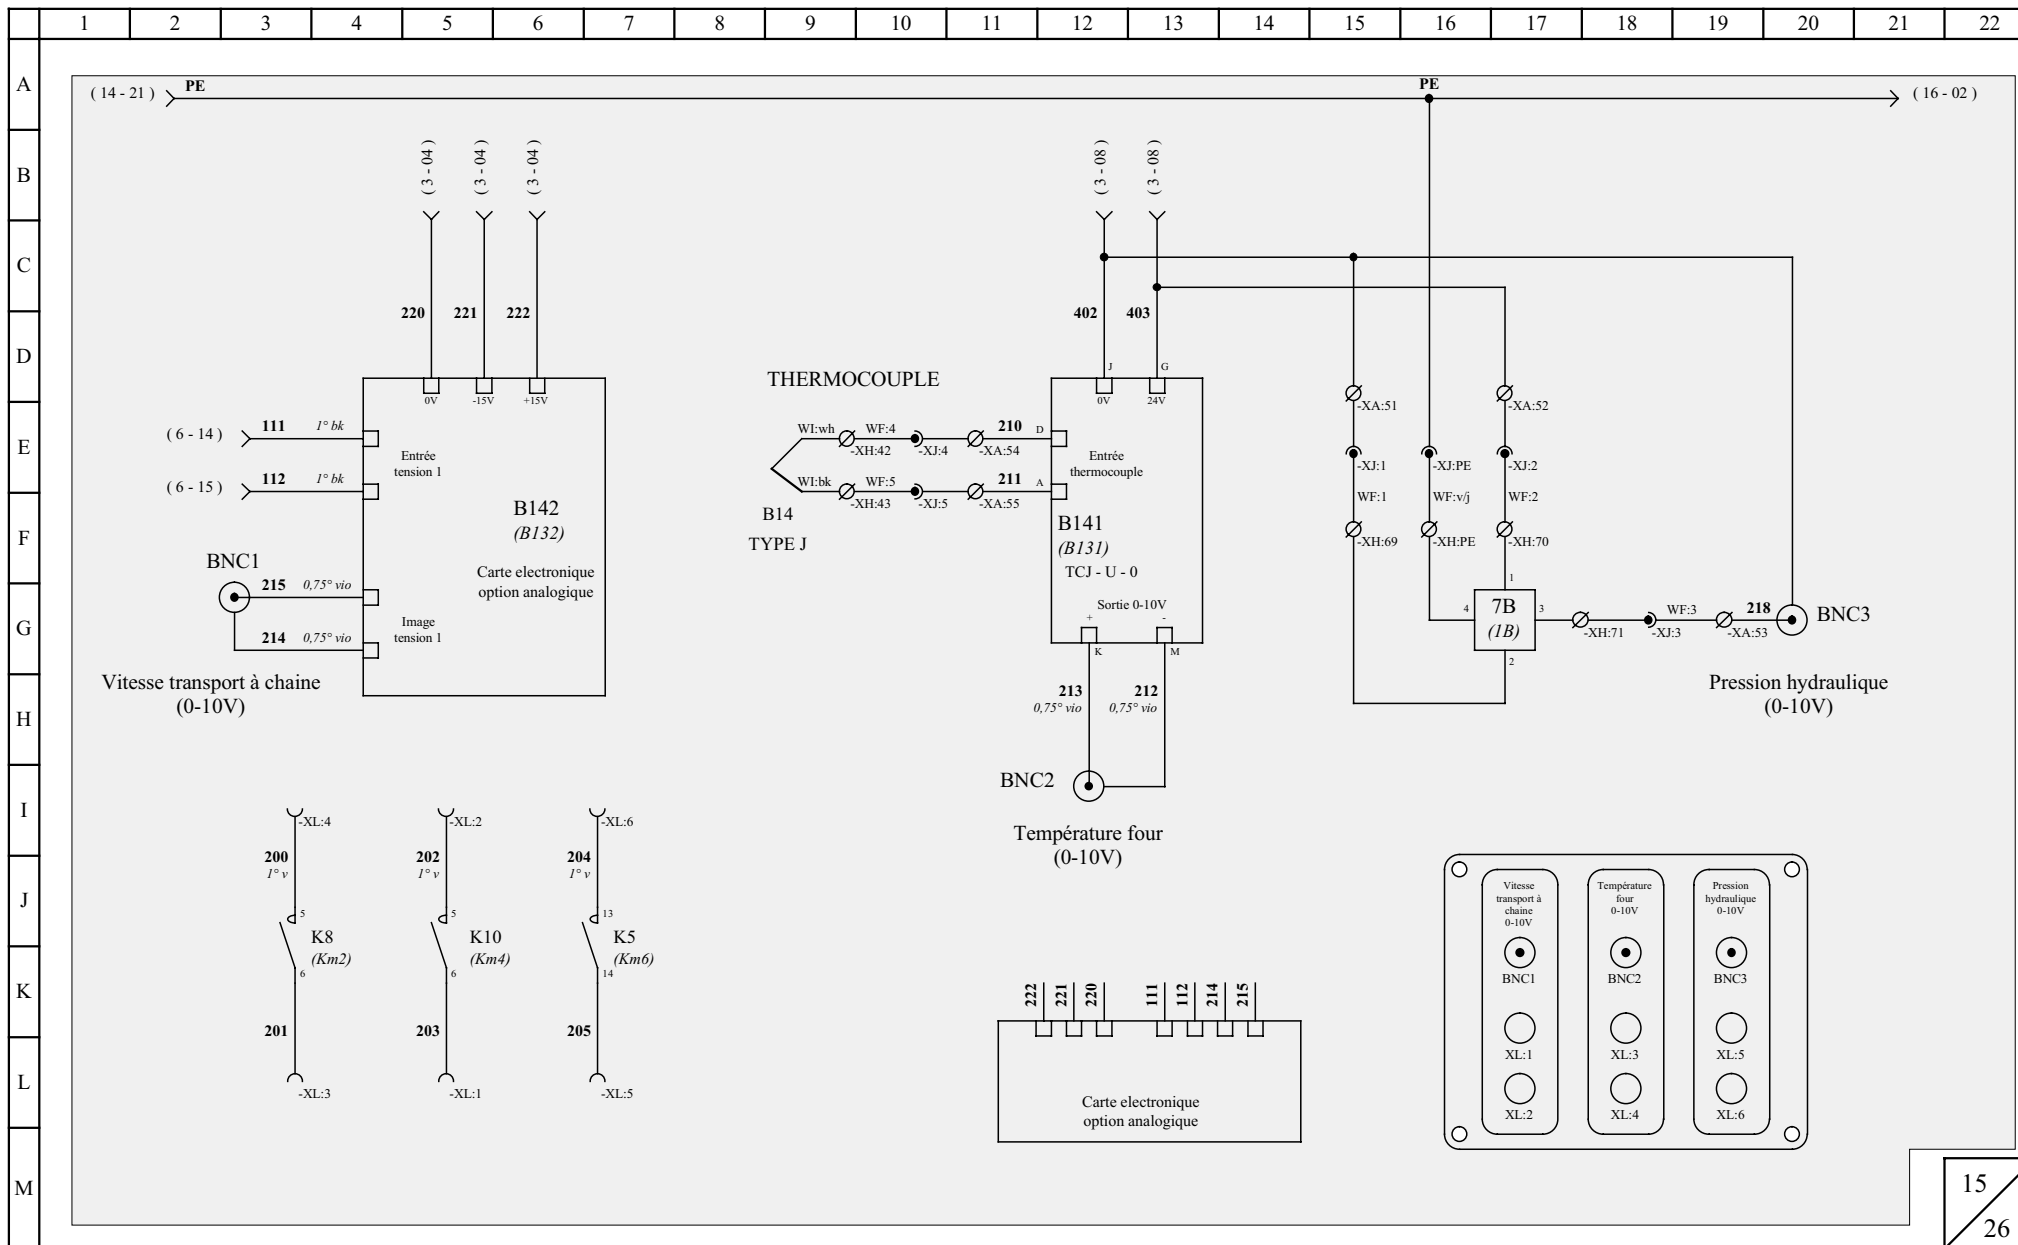 1 2 3 4 5 6 7 8 9 10 11 12 13 14 15 16 17 18 19 20 21 22
A
B
C
D
E
F
G
H
I
J
K
L
M
( 14 - 21 ) PE PE ( 16 - 02 )
( 3 - 04 ) ( 3 - 04 ) ( 3 - 04 ) ( 3 - 08 ) ( 3 - 08 )
220 221 222
0V -15V +15V
( 6 - 14 ) 111 1° bk
( 6 - 15 ) 112 1° bk
Entrée
tension 1
B142
(B132)
Carte electronique
option analogique
BNC1
215 0,75° vio
214 0,75° vio
Image
tension 1
Vitesse transport à chaine
(0-10V)
THERMOCOUPLE
WI:wh WF:4 210 D
-XH:42 -XJ:4 -XA:54
WI:bk WF:5 211 A
-XH:43 -XJ:5 -XA:55
B14
TYPE J
402 403
J G
0V 24V
Entrée
thermocouple
B141
(B131)
TCJ - U - 0
Sortie 0-10V
+ -
K M
213 212
0,75° vio 0,75° vio
BNC2
Température four
(0-10V)
-XA:51 -XA:52
-XJ:1 -XJ:PE -XJ:2
WF:1 WF:v/j WF:2
-XH:69 -XH:PE -XH:70
1
4 7B 3
(1B)
2
WF:3 218
-XH:71 -XJ:3 -XA:53
BNC3
Pression hydraulique
(0-10V)
-XL:4 -XL:2 -XL:6
200 202 204
1° v 1° v 1° v
5 5 13
K8 K10 K5
(Km2) (Km4) (Km6)
6 6 14
201 203 205
-XL:3 -XL:1 -XL:5
222 221 220 111 112 214 215
Carte electronique
option analogique
Vitesse
transport à
chaine
0-10V
BNC1
XL:1
XL:2
Température
four
0-10V
BNC2
XL:3
XL:4
Pression
hydraulique
0-10V
BNC3
XL:5
XL:6
15
26